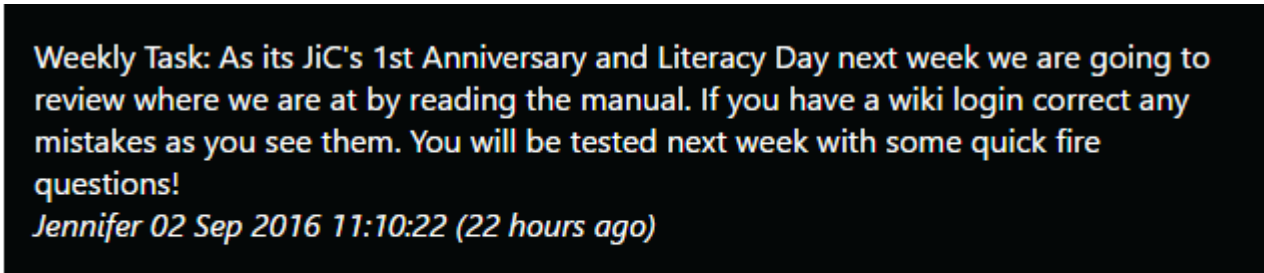 Weekly Task: As its JiC's 1st Anniversary and Literacy Day next week we are going to
review where we are at by reading the manual. If you have a wiki login correct any
mistakes as you see them. You will be tested next week with some quick fire
questions!
Jennifer 02 Sep 2016 11:10:22 (22 hours ago)